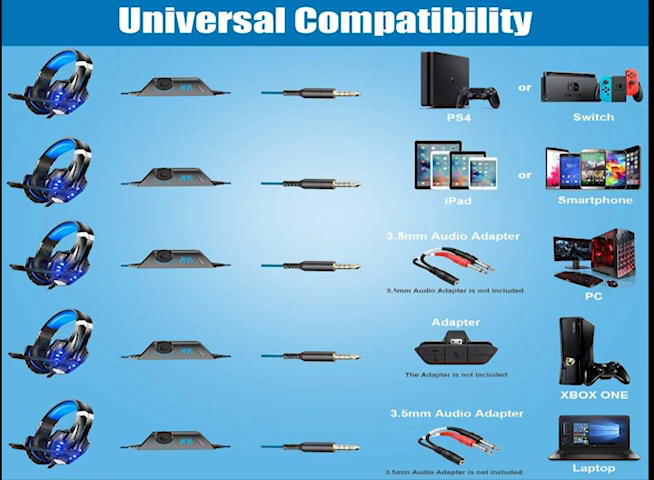 Universal Compatibility
PS4
or
Switch
iPad
or
Smartphone
3.5mm Audio Adapter
3.5mm Audio Adapter is not included
PC
Adapter
The Adapter is not included
XBOX ONE
3.5mm Audio Adapter
3.5mm Audio Adapter is not included
Laptop